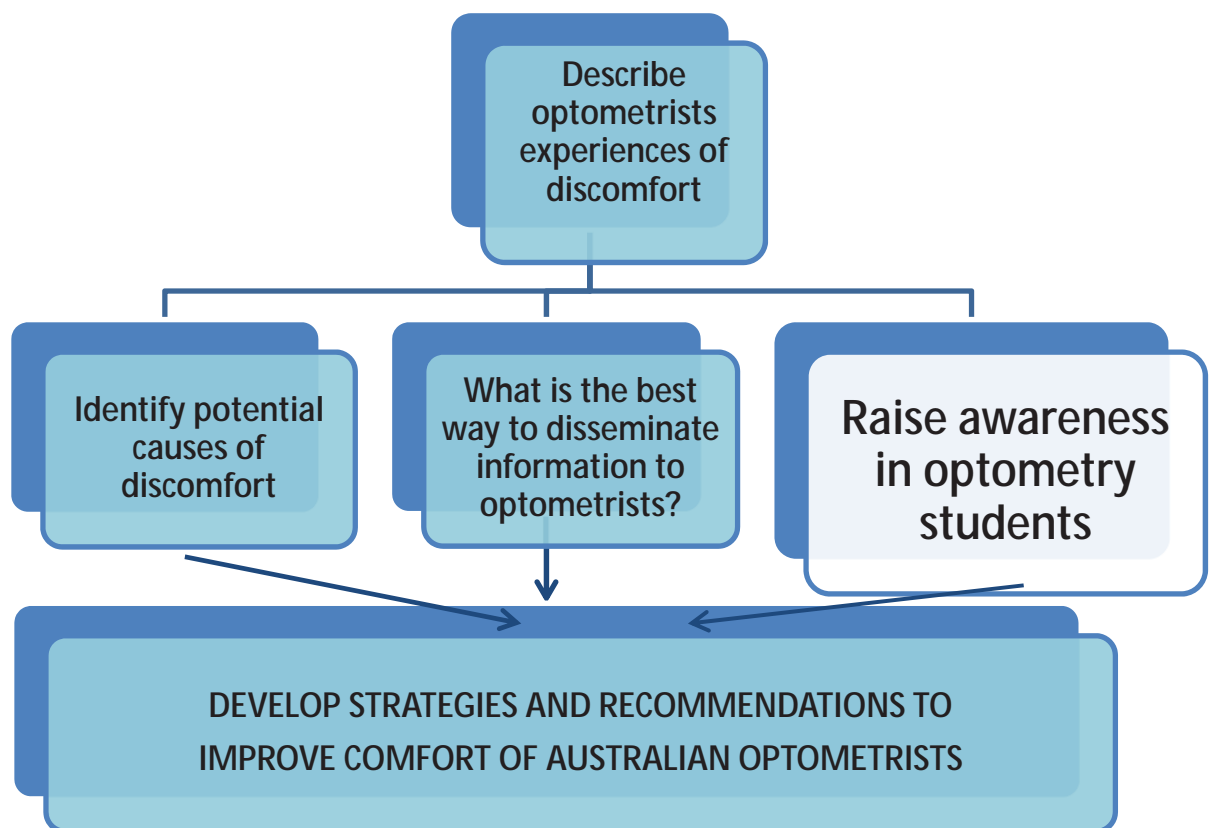 Describe
optometrists
experiences of
discomfort
Identify potential
causes of
discomfort
What is the best
way to disseminate
information to
optometrists?
Raise awareness
in optometry
students
DEVELOP STRATEGIES AND RECOMMENDATIONS TO
IMPROVE COMFORT OF AUSTRALIAN OPTOMETRISTS